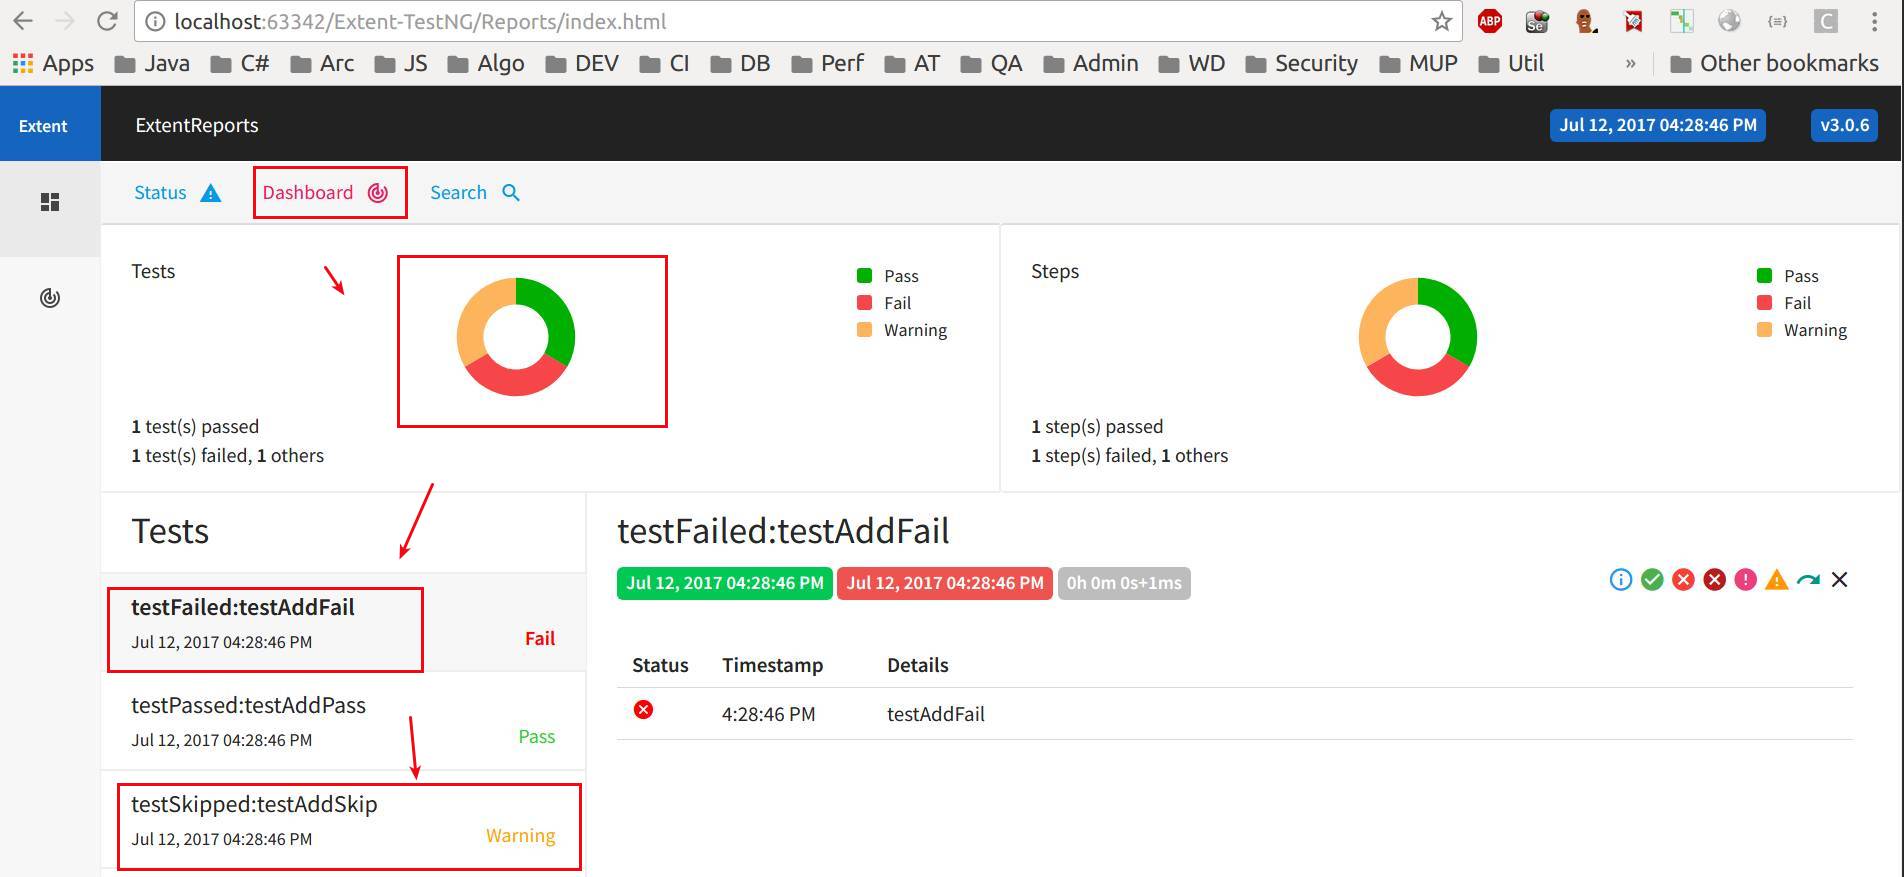 localhost:63342/Extent-TestNG/Reports/index.html
ABP
Se
{≡}
C
Apps Java C# Arc JS Algo DEV CI DB Perf AT QA Admin WD Security MUP Util » Other bookmarks
Extent ExtentReports Jul 12, 2017 04:28:46 PM v3.0.6
Status Dashboard Search
Tests
Pass
Fail
Warning
1 test(s) passed
1 test(s) failed, 1 others
Steps
Pass
Fail
Warning
1 step(s) passed
1 step(s) failed, 1 others
Tests
testFailed:testAddFail
Jul 12, 2017 04:28:46 PM
Fail
testPassed:testAddPass
Jul 12, 2017 04:28:46 PM
Pass
testSkipped:testAddSkip
Jul 12, 2017 04:28:46 PM
Warning
testFailed:testAddFail
Jul 12, 2017 04:28:46 PM Jul 12, 2017 04:28:46 PM 0h 0m 0s+1ms
Status Timestamp Details
4:28:46 PM testAddFail